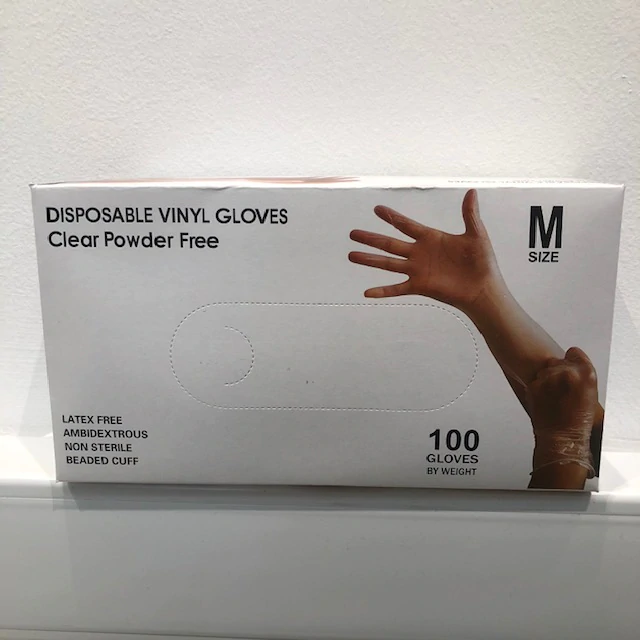 DISPOSABLE VINYL GLOVES
Clear Powder Free
M
SIZE
LATEX FREE
AMBIDEXTROUS
NON STERILE
BEADED CUFF
100
GLOVES
BY WEIGHT